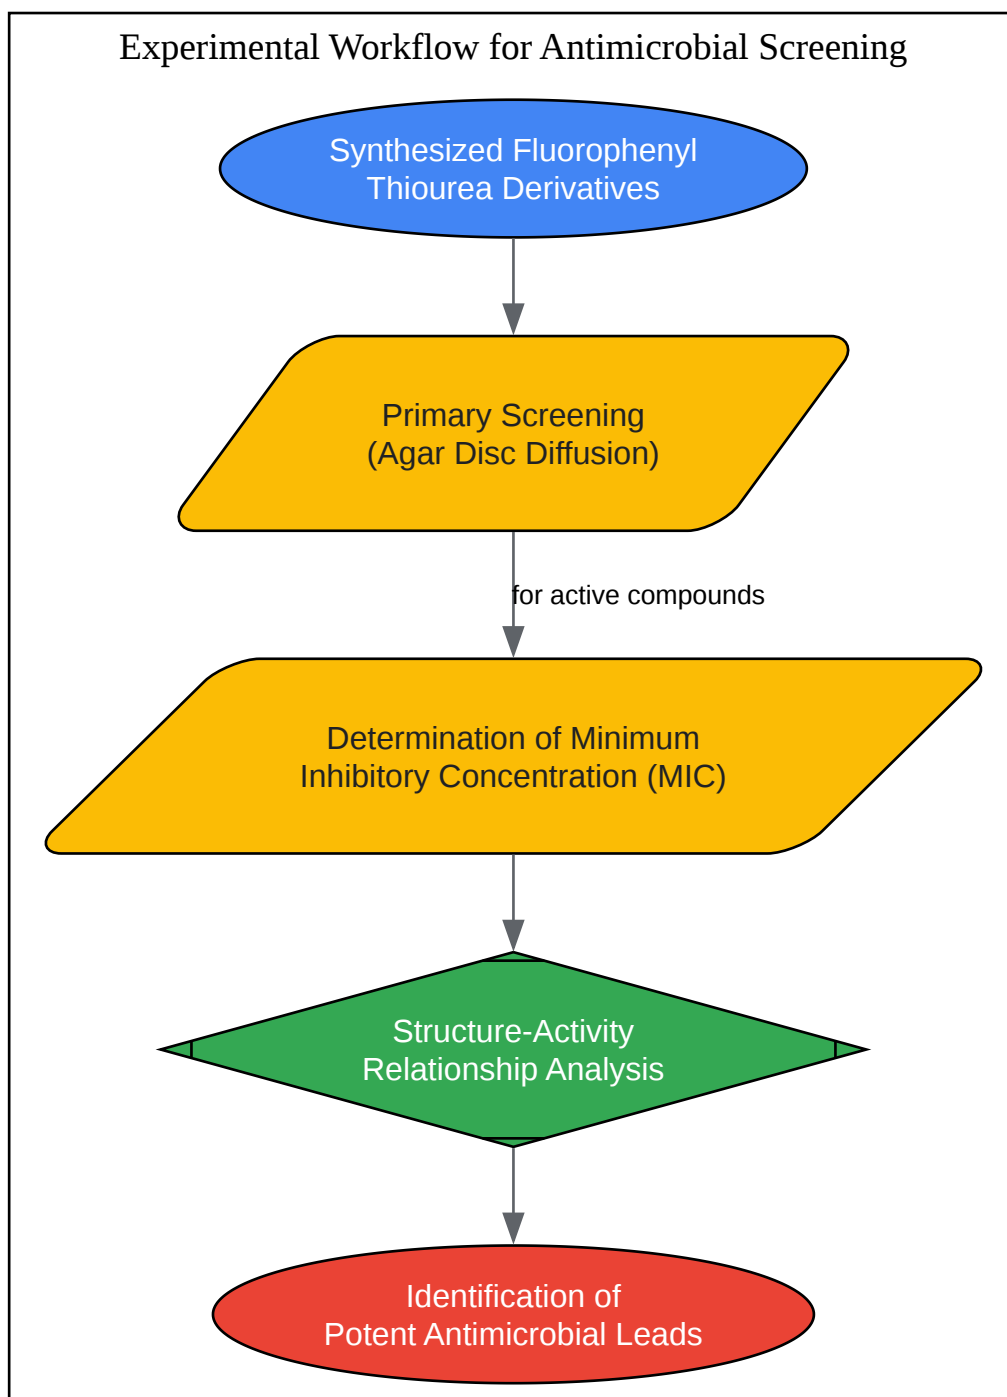 Experimental Workflow for Antimicrobial Screening
Synthesized Fluorophenyl
Thiourea Derivatives
Primary Screening
(Agar Disc Diffusion)
for active compounds
Determination of Minimum
Inhibitory Concentration (MIC)
Structure-Activity
Relationship Analysis
Identification of
Potent Antimicrobial Leads